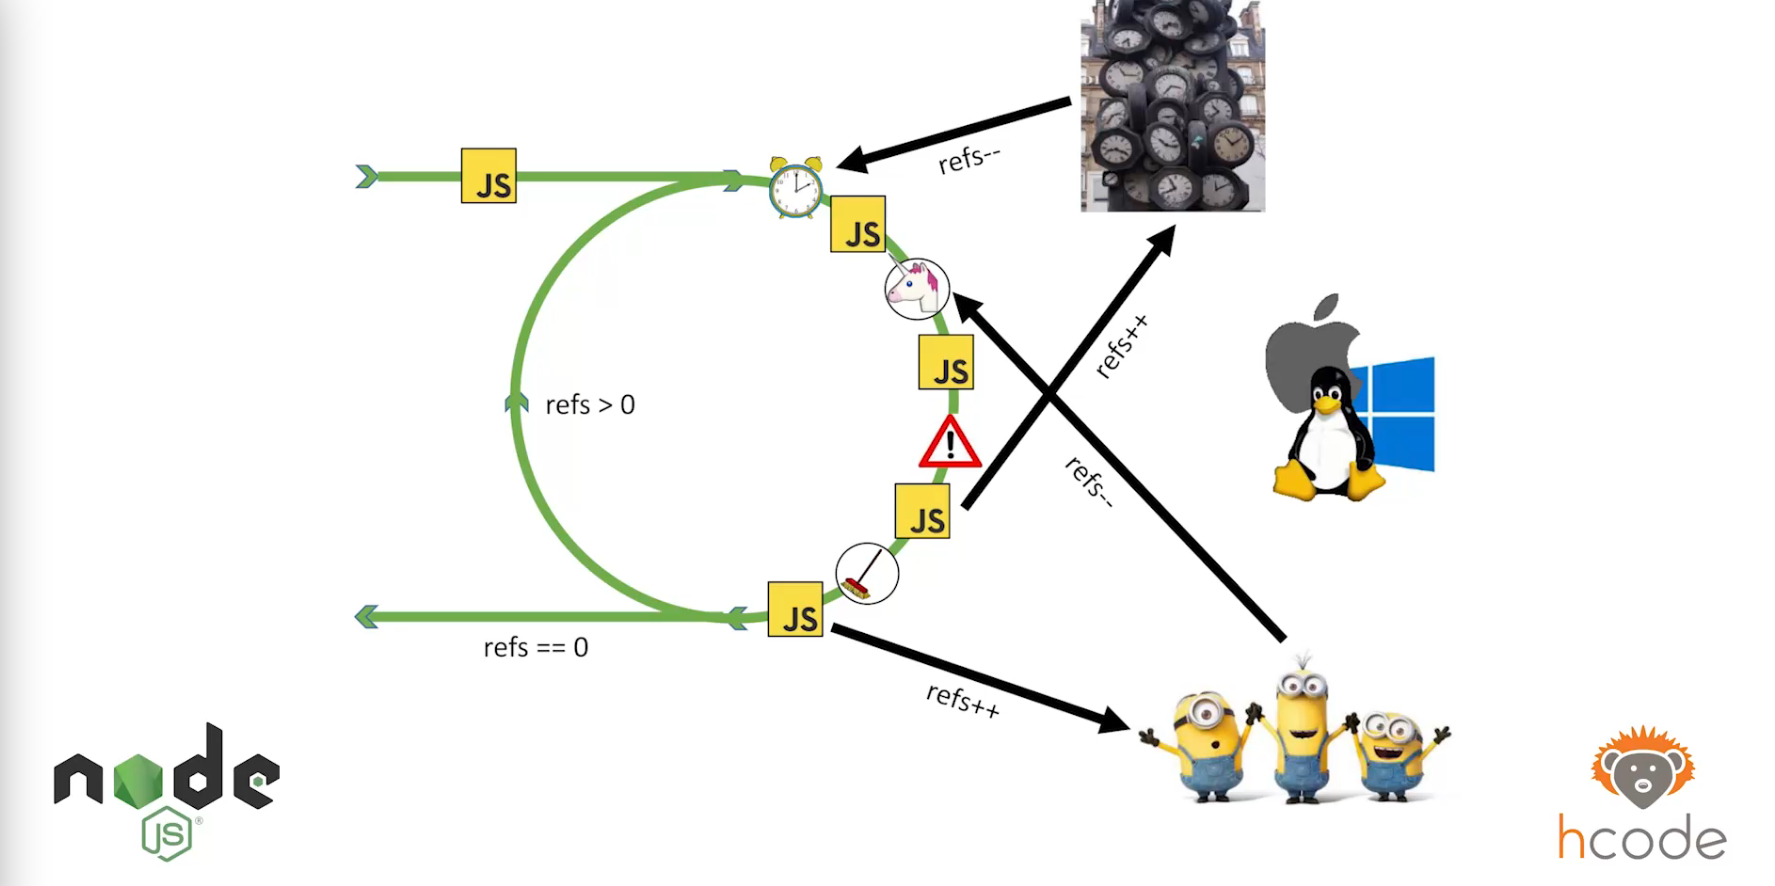 refs--
JS
JS
JS
refs++
refs > 0
refs--
JS
JS
refs == 0
refs++
node
JS
®
hcode